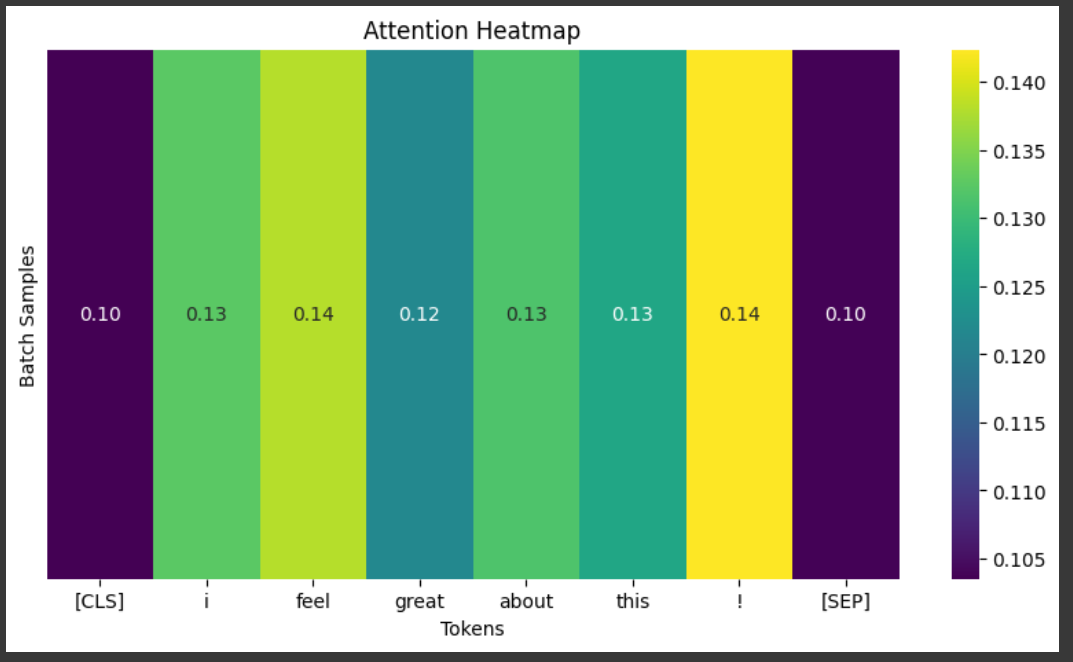 Attention Heatmap
Batch Samples
0.10 0.13 0.14 0.12 0.13 0.13 0.14 0.10
[CLS] i feel great about this ! [SEP]
Tokens
0.140
0.135
0.130
0.125
0.120
0.115
0.110
0.105